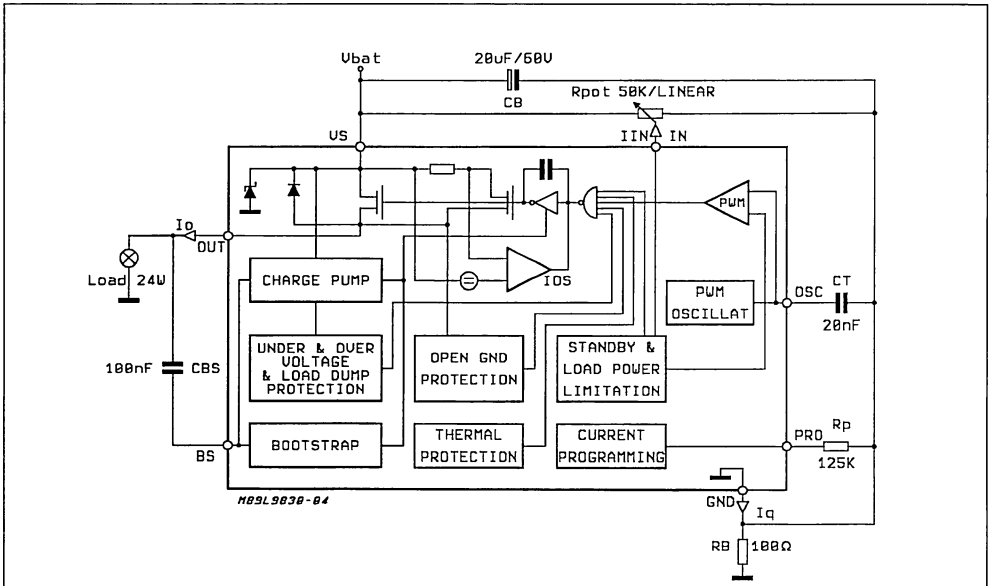 Vbat
20uF/60V
CB
Rpot 50K/LINEAR
VS
IIN
IN
PWM
Io
OUT
Load 24W
CHARGE PUMP
IOS
PWM
OSCILLAT
OSC
CT
20nF
UNDER & OVER
VOLTAGE
& LOAD DUMP
PROTECTION
OPEN GND
PROTECTION
STANDBY &
LOAD POWER
LIMITATION
100nF
CBS
BS
BOOTSTRAP
THERMAL
PROTECTION
CURRENT
PROGRAMMING
PRO
Rp
125K
M89L9830-04
GND
Iq
RB
100Ω